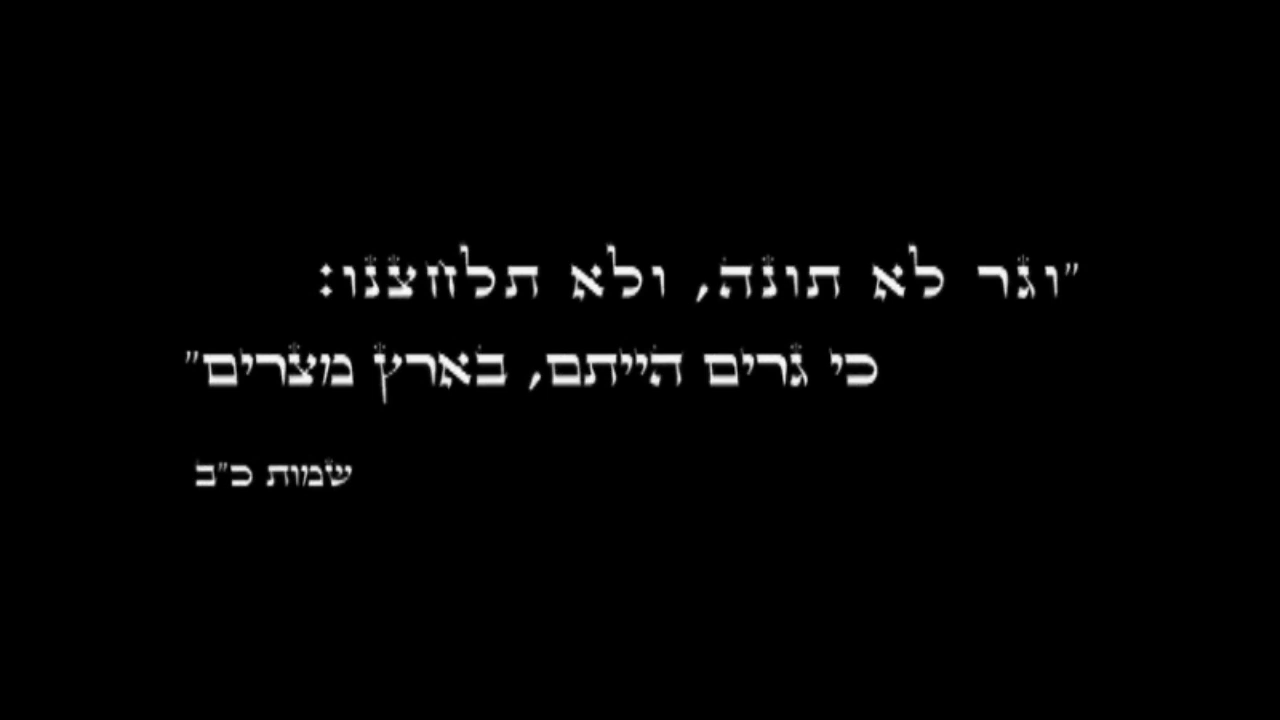 "וגר לא תונה, ולא תלחצנו:
כי גרים הייתם, בארץ מצרים"
שמות כ"ב